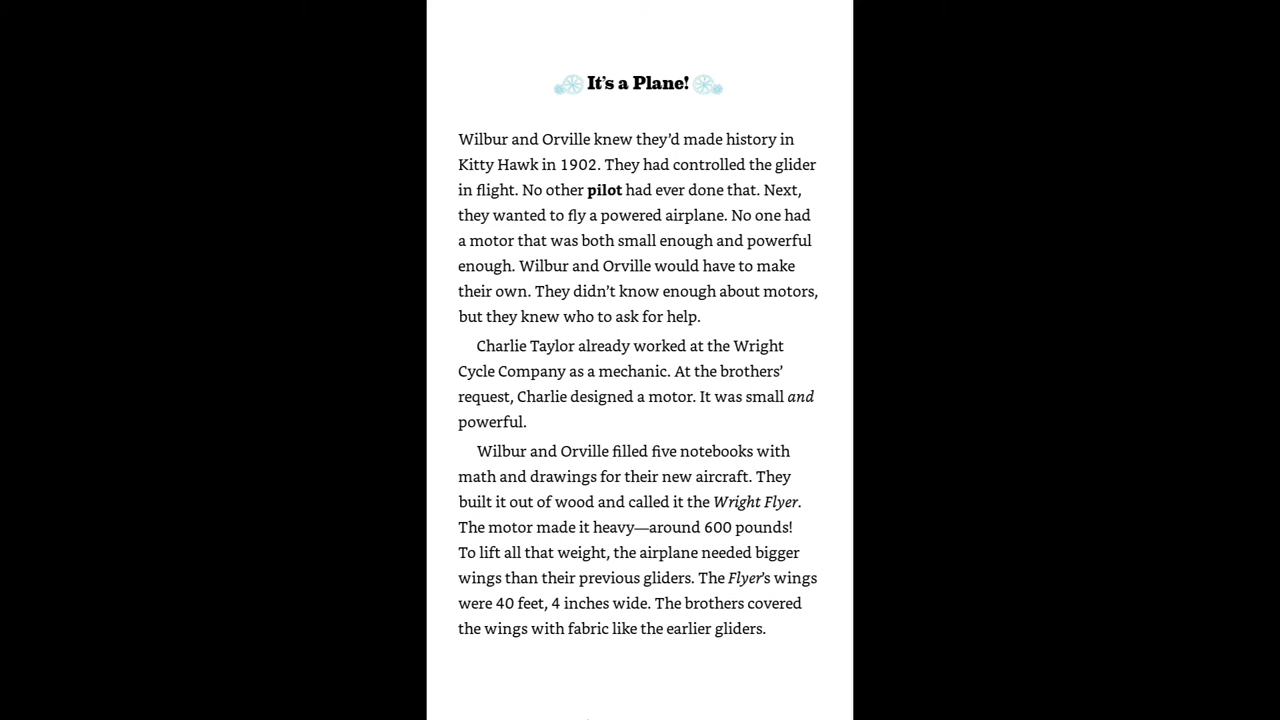 It's a Plane!
Wilbur and Orville knew they'd made history in
Kitty Hawk in 1902. They had controlled the glider
in flight. No other pilot had ever done that. Next,
they wanted to fly a powered airplane. No one had
a motor that was both small enough and powerful
enough. Wilbur and Orville would have to make
their own. They didn't know enough about motors,
but they knew who to ask for help.
Charlie Taylor already worked at the Wright
Cycle Company as a mechanic. At the brothers'
request, Charlie designed a motor. It was small and
powerful.
Wilbur and Orville filled five notebooks with
math and drawings for their new aircraft. They
built it out of wood and called it the Wright Flyer.
The motor made it heavy—around 600 pounds!
To lift all that weight, the airplane needed bigger
wings than their previous gliders. The Flyer's wings
were 40 feet, 4 inches wide. The brothers covered
the wings with fabric like the earlier gliders.